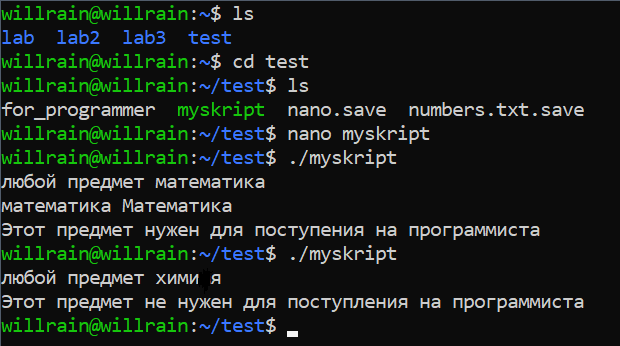 willrain@willrain:~$ ls
lab lab2 lab3 test
willrain@willrain:~$ cd test
willrain@willrain:~/test$ ls
for_programmer myskript nano.save numbers.txt.save
willrain@willrain:~/test$ nano myskript
willrain@willrain:~/test$ ./myskript
любой предмет математика
математика Математика
Этот предмет нужен для поступения на программиста
willrain@willrain:~/test$ ./myskript
любой предмет хими я
Этот предмет не нужен для поступления на программиста
willrain@willrain:~/test$